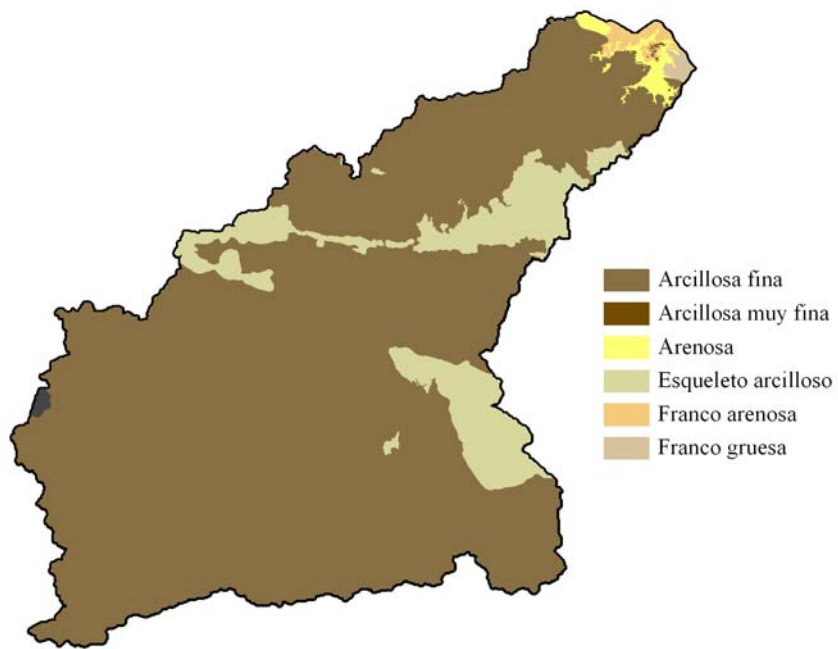 Arcillosa fina
Arcillosa muy fina
Arenosa
Esqueleto arcilloso
Franco arenosa
Franco gruesa